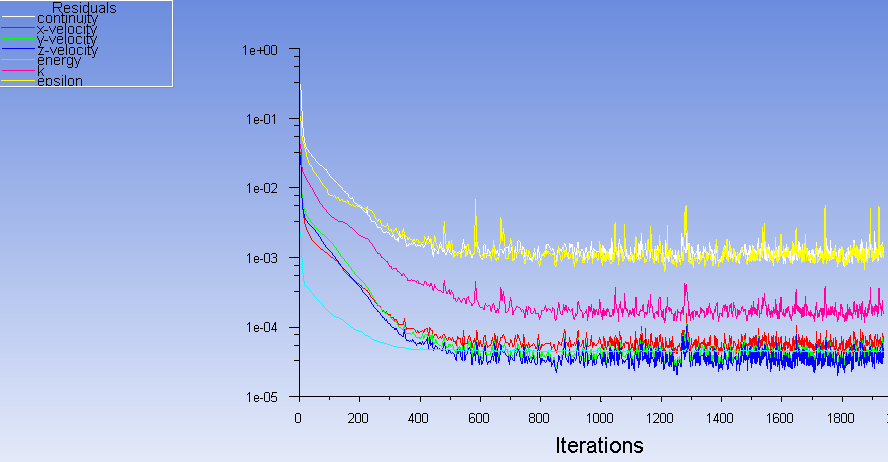 Residuals
continuity
x-velocity
y-velocity
z-velocity
energy
k
epsilon
1e+00
1e-01
1e-02
1e-03
1e-04
1e-05
0 200 400 600 800 1000 1200 1400 1600 1800
Iterations